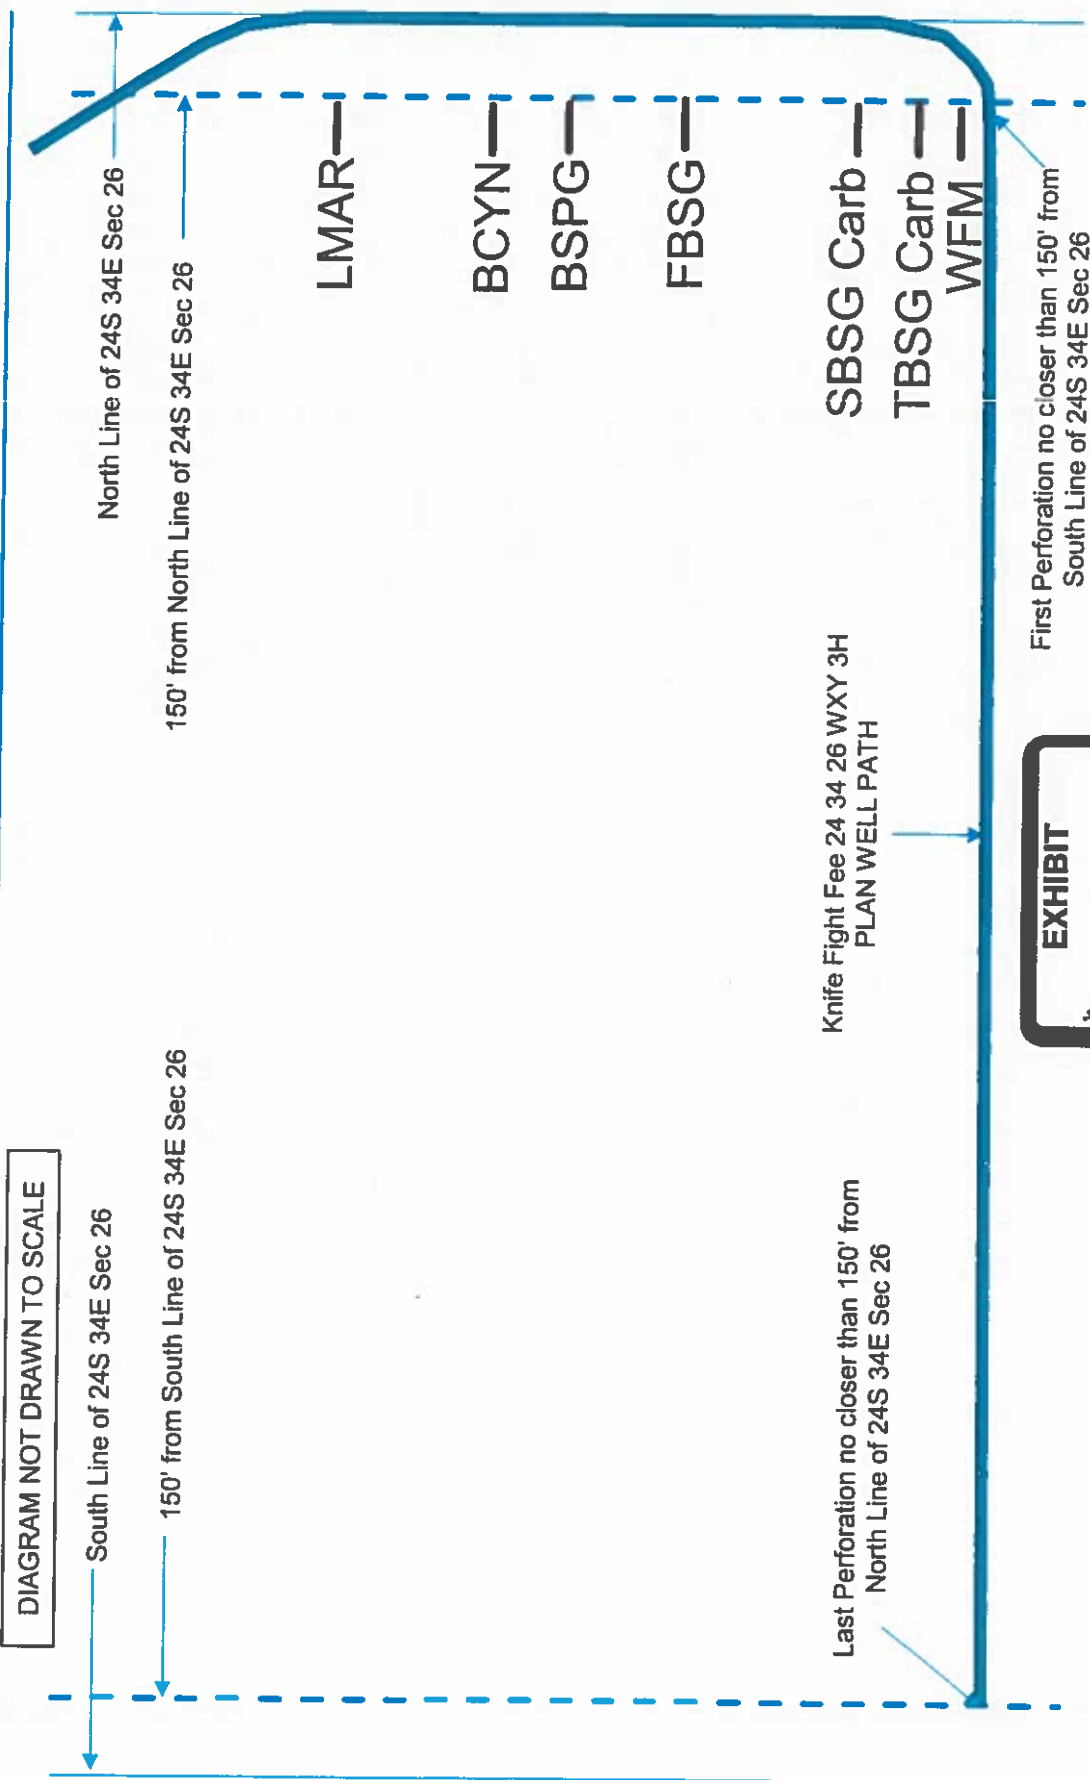 DIAGRAM NOT DRAWN TO SCALE
South Line of 24S 34E Sec 26
150' from South Line of 24S 34E Sec 26
North Line of 24S 34E Sec 26
150' from North Line of 24S 34E Sec 26
LMAR
BCYN
BSPG
FBSG
SBSG Carb
TBSG Carb
WFM
Knife Fight Fee 24 34 26 WXY 3H
PLAN WELL PATH
Last Perforation no closer than 150' from
North Line of 24S 34E Sec 26
First Perforation no closer than 150' from
South Line of 24S 34E Sec 26
EXHIBIT